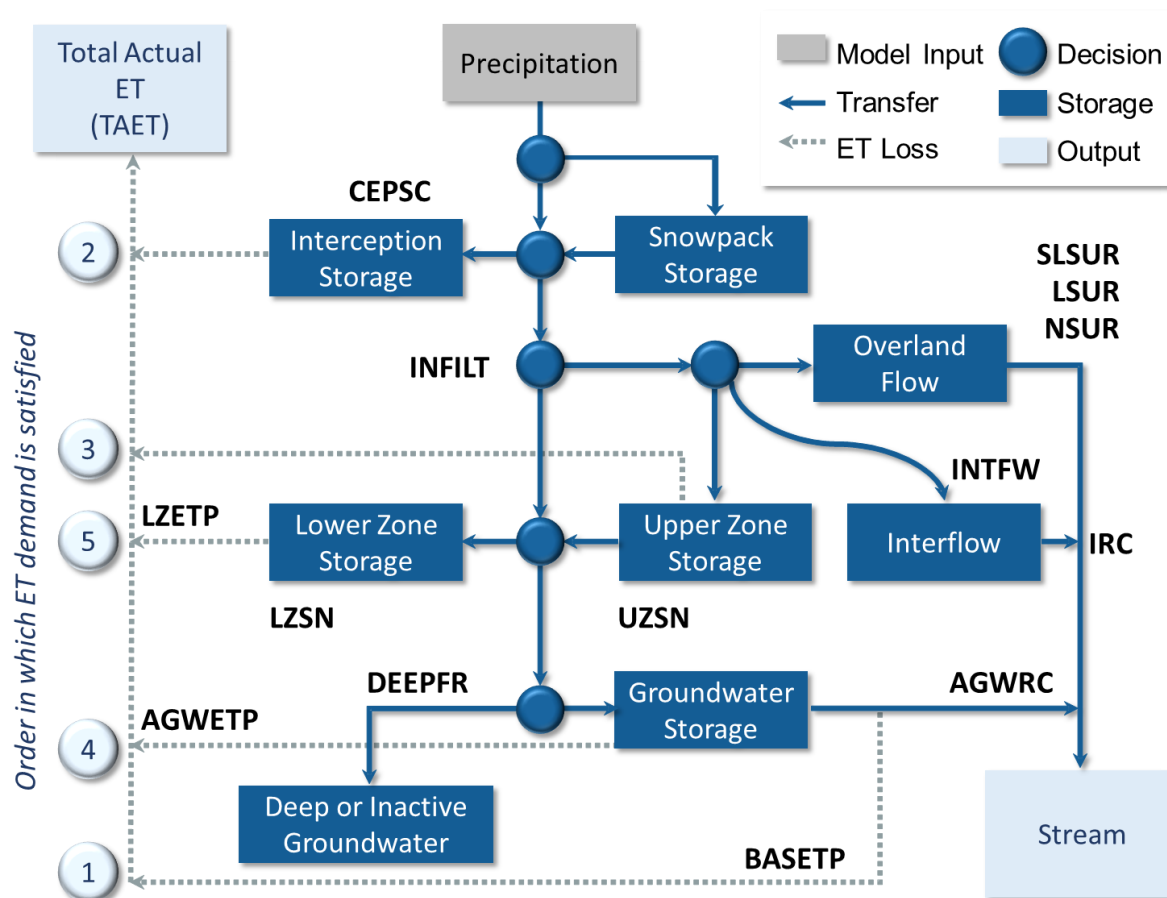 Total Actual
ET
(TAET)
Precipitation
Model Input
Decision
Transfer
Storage
ET Loss
Output
CEPSC
2
Interception
Storage
Snowpack
Storage
SLSUR
LSUR
NSUR
INFILT
Overland
Flow
Order in which ET demand is satisfied
3
INTFW
LZETP
5
Lower Zone
Storage
Upper Zone
Storage
Interflow
IRC
LZSN
UZSN
DEEPFR
Groundwater
Storage
AGWRC
AGWETP
4
Deep or Inactive
Groundwater
Stream
BASETP
1